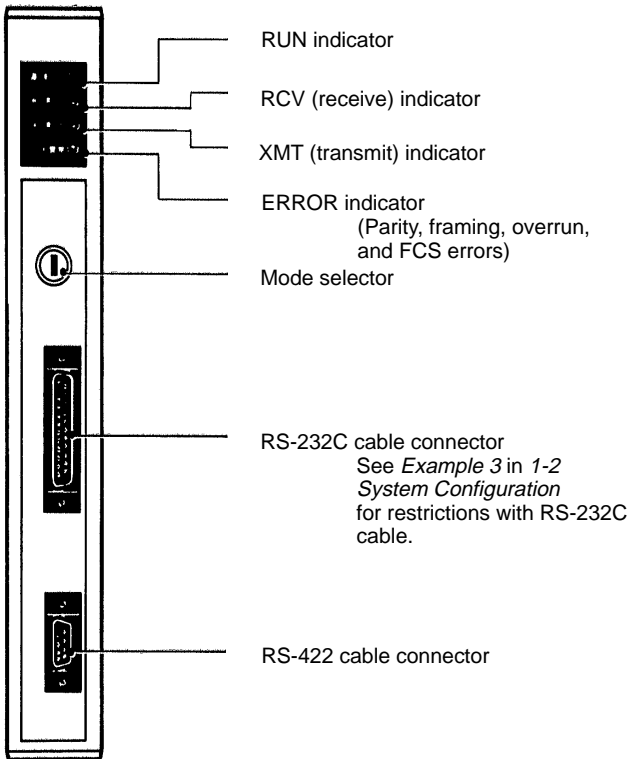 RUN indicator
RCV (receive) indicator
XMT (transmit) indicator
ERROR indicator
(Parity, framing, overrun,
and FCS errors)
Mode selector
RS-232C cable connector
See Example 3 in 1-2
System Configuration
for restrictions with RS-232C
cable.
RS-422 cable connector